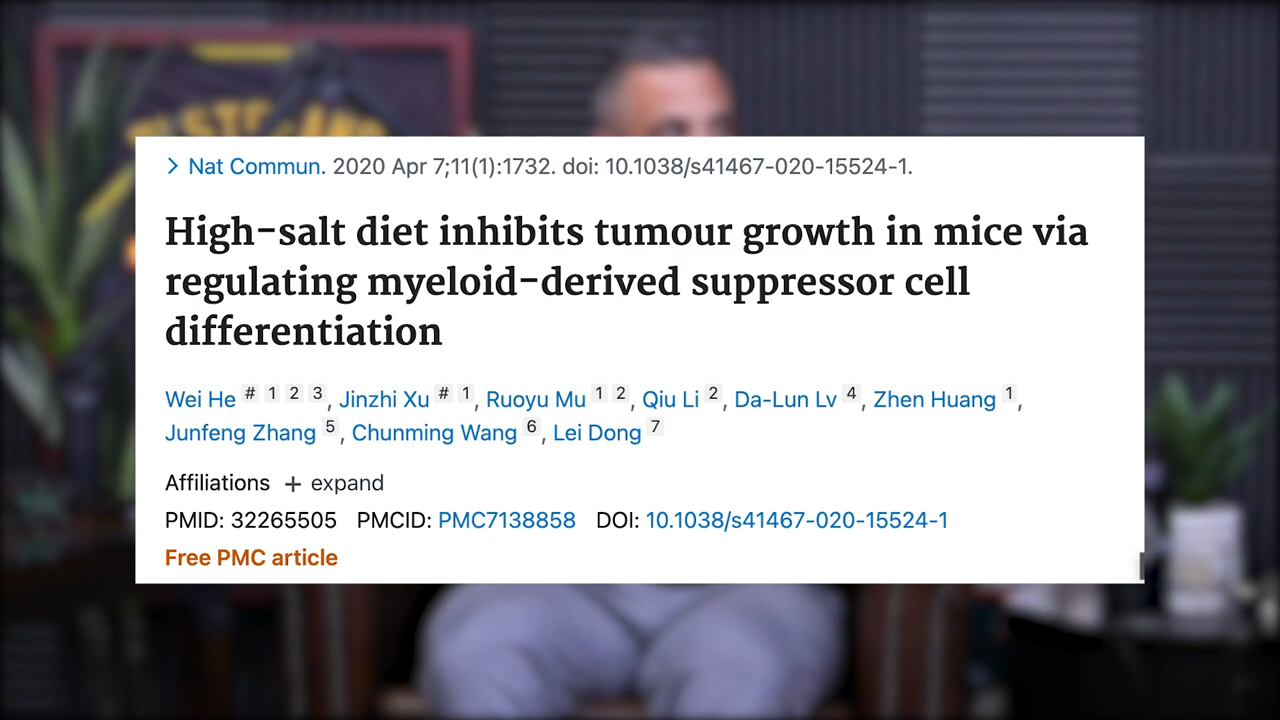 > Nat Commun. 2020 Apr 7;11(1):1732. doi: 10.1038/s41467-020-15524-1.
High-salt diet inhibits tumour growth in mice via
regulating myeloid-derived suppressor cell
differentiation
Wei He # 1 2 3, Jinzhi Xu # 1, Ruoyu Mu 1 2, Qiu Li 2, Da-Lun Lv 4, Zhen Huang 1,
Junfeng Zhang 5, Chunming Wang 6, Lei Dong 7
Affiliations + expand
PMID: 32265505 PMCID: PMC7138858 DOI: 10.1038/s41467-020-15524-1
Free PMC article